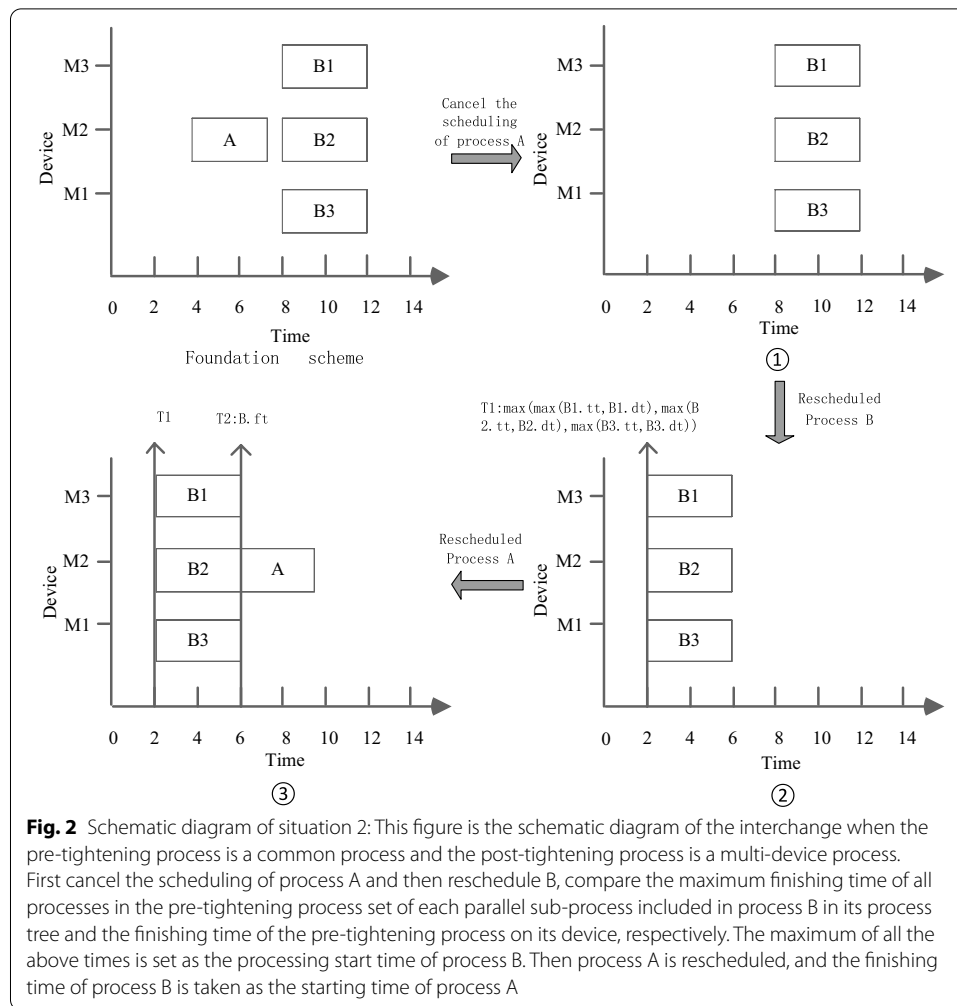 M3
M2
M1
Device
B1
A
B2
B3
0 2 4 6 8 10 12 14
Time
Foundation scheme
Cancel the
scheduling
of process A
M3
M2
M1
Device
B1
B2
B3
0 2 4 6 8 10 12 14
Time
①
Rescheduled
Process B
T1
T2:B.ft
M3
M2
M1
Device
B1
B2
A
B3
0 2 4 6 8 10 12 14
Time
③
Rescheduled
Process A
T1:max(max(B1.tt,B1.dt),max(B
2.tt,B2.dt),max(B3.tt,B3.dt))
M3
M2
M1
Device
B1
B2
B3
0 2 4 6 8 10 12 14
Time
②
Fig. 2 Schematic diagram of situation 2: This figure is the schematic diagram of the interchange when the
pre-tightening process is a common process and the post-tightening process is a multi-device process.
First cancel the scheduling of process A and then reschedule B, compare the maximum finishing time of all
processes in the pre-tightening process set of each parallel sub-process included in process B in its process
tree and the finishing time of the pre-tightening process on its device, respectively. The maximum of all the
above times is set as the processing start time of process B. Then process A is rescheduled, and the finishing
time of process B is taken as the starting time of process A